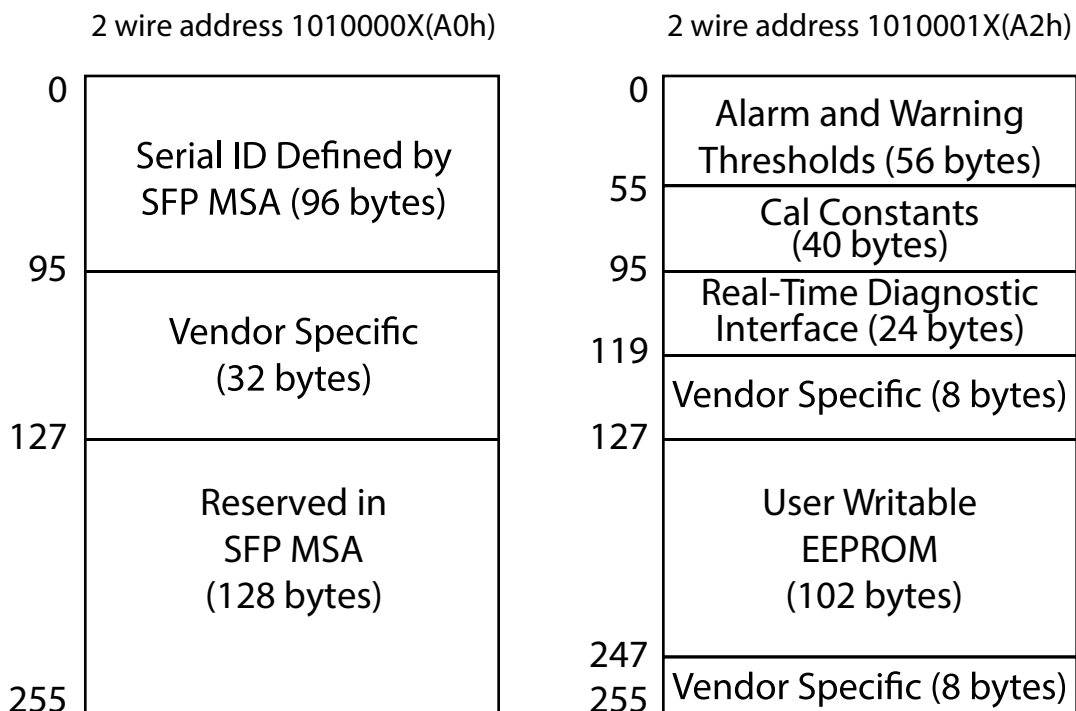 2 wire address 1010000X(A0h)
0
Serial ID Defined by
SFP MSA (96 bytes)
95
Vendor Specific
(32 bytes)
127
Reserved in
SFP MSA
(128 bytes)
255
2 wire address 1010001X(A2h)
0
Alarm and Warning
Thresholds (56 bytes)
55
Cal Constants
(40 bytes)
95
Real-Time Diagnostic
Interface (24 bytes)
119
Vendor Specific (8 bytes)
127
User Writable
EEPROM
(102 bytes)
247
Vendor Specific (8 bytes)
255